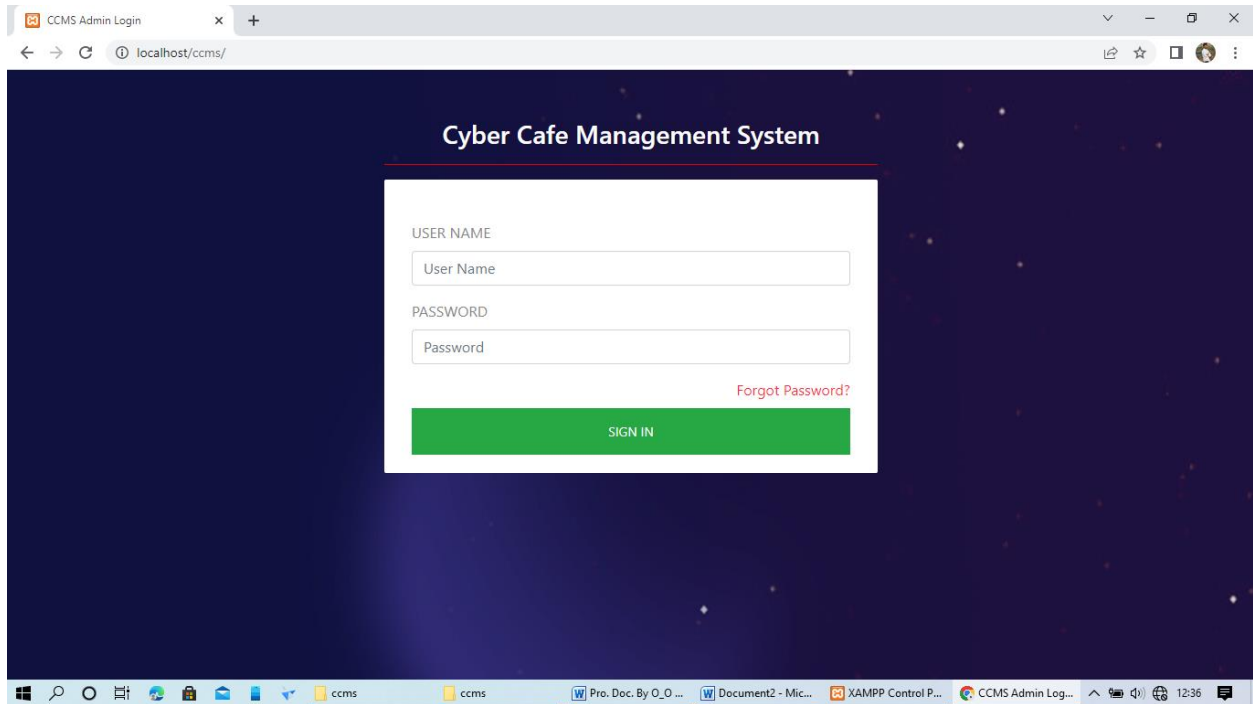 CCMS Admin Login
localhost/ccms/
Cyber Cafe Management System
USER NAME
User Name
PASSWORD
Password
Forgot Password?
SIGN IN
ccms ccms Pro. Doc. By O_O ... Document2 - Mic... XAMPP Control P... CCMS Admin Log... 12:36